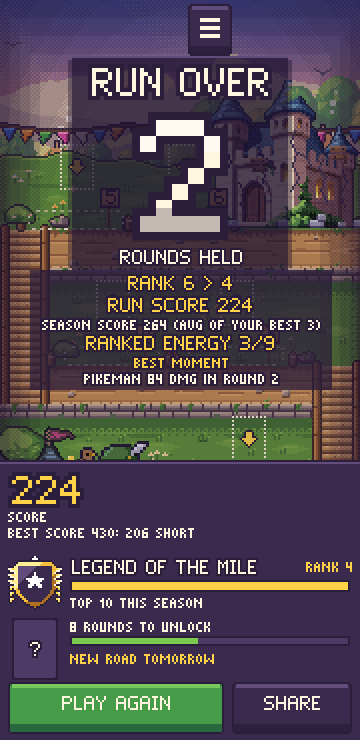 RUN OVER
5
6
2
ROUNDS HELD
RANK 6 > 4
RUN SCORE 224
SEASON SCORE 264 (AVG OF YOUR BEST 3)
RANKED ENERGY 3/9
BEST MOMENT
PIKEMAN 84 DMG IN ROUND 2
224
SCORE
BEST SCORE 430: 206 SHORT
LEGEND OF THE MILE
RANK 4
TOP 10 THIS SEASON
?
8 ROUNDS TO UNLOCK
NEW ROAD TOMORROW
PLAY AGAIN
SHARE